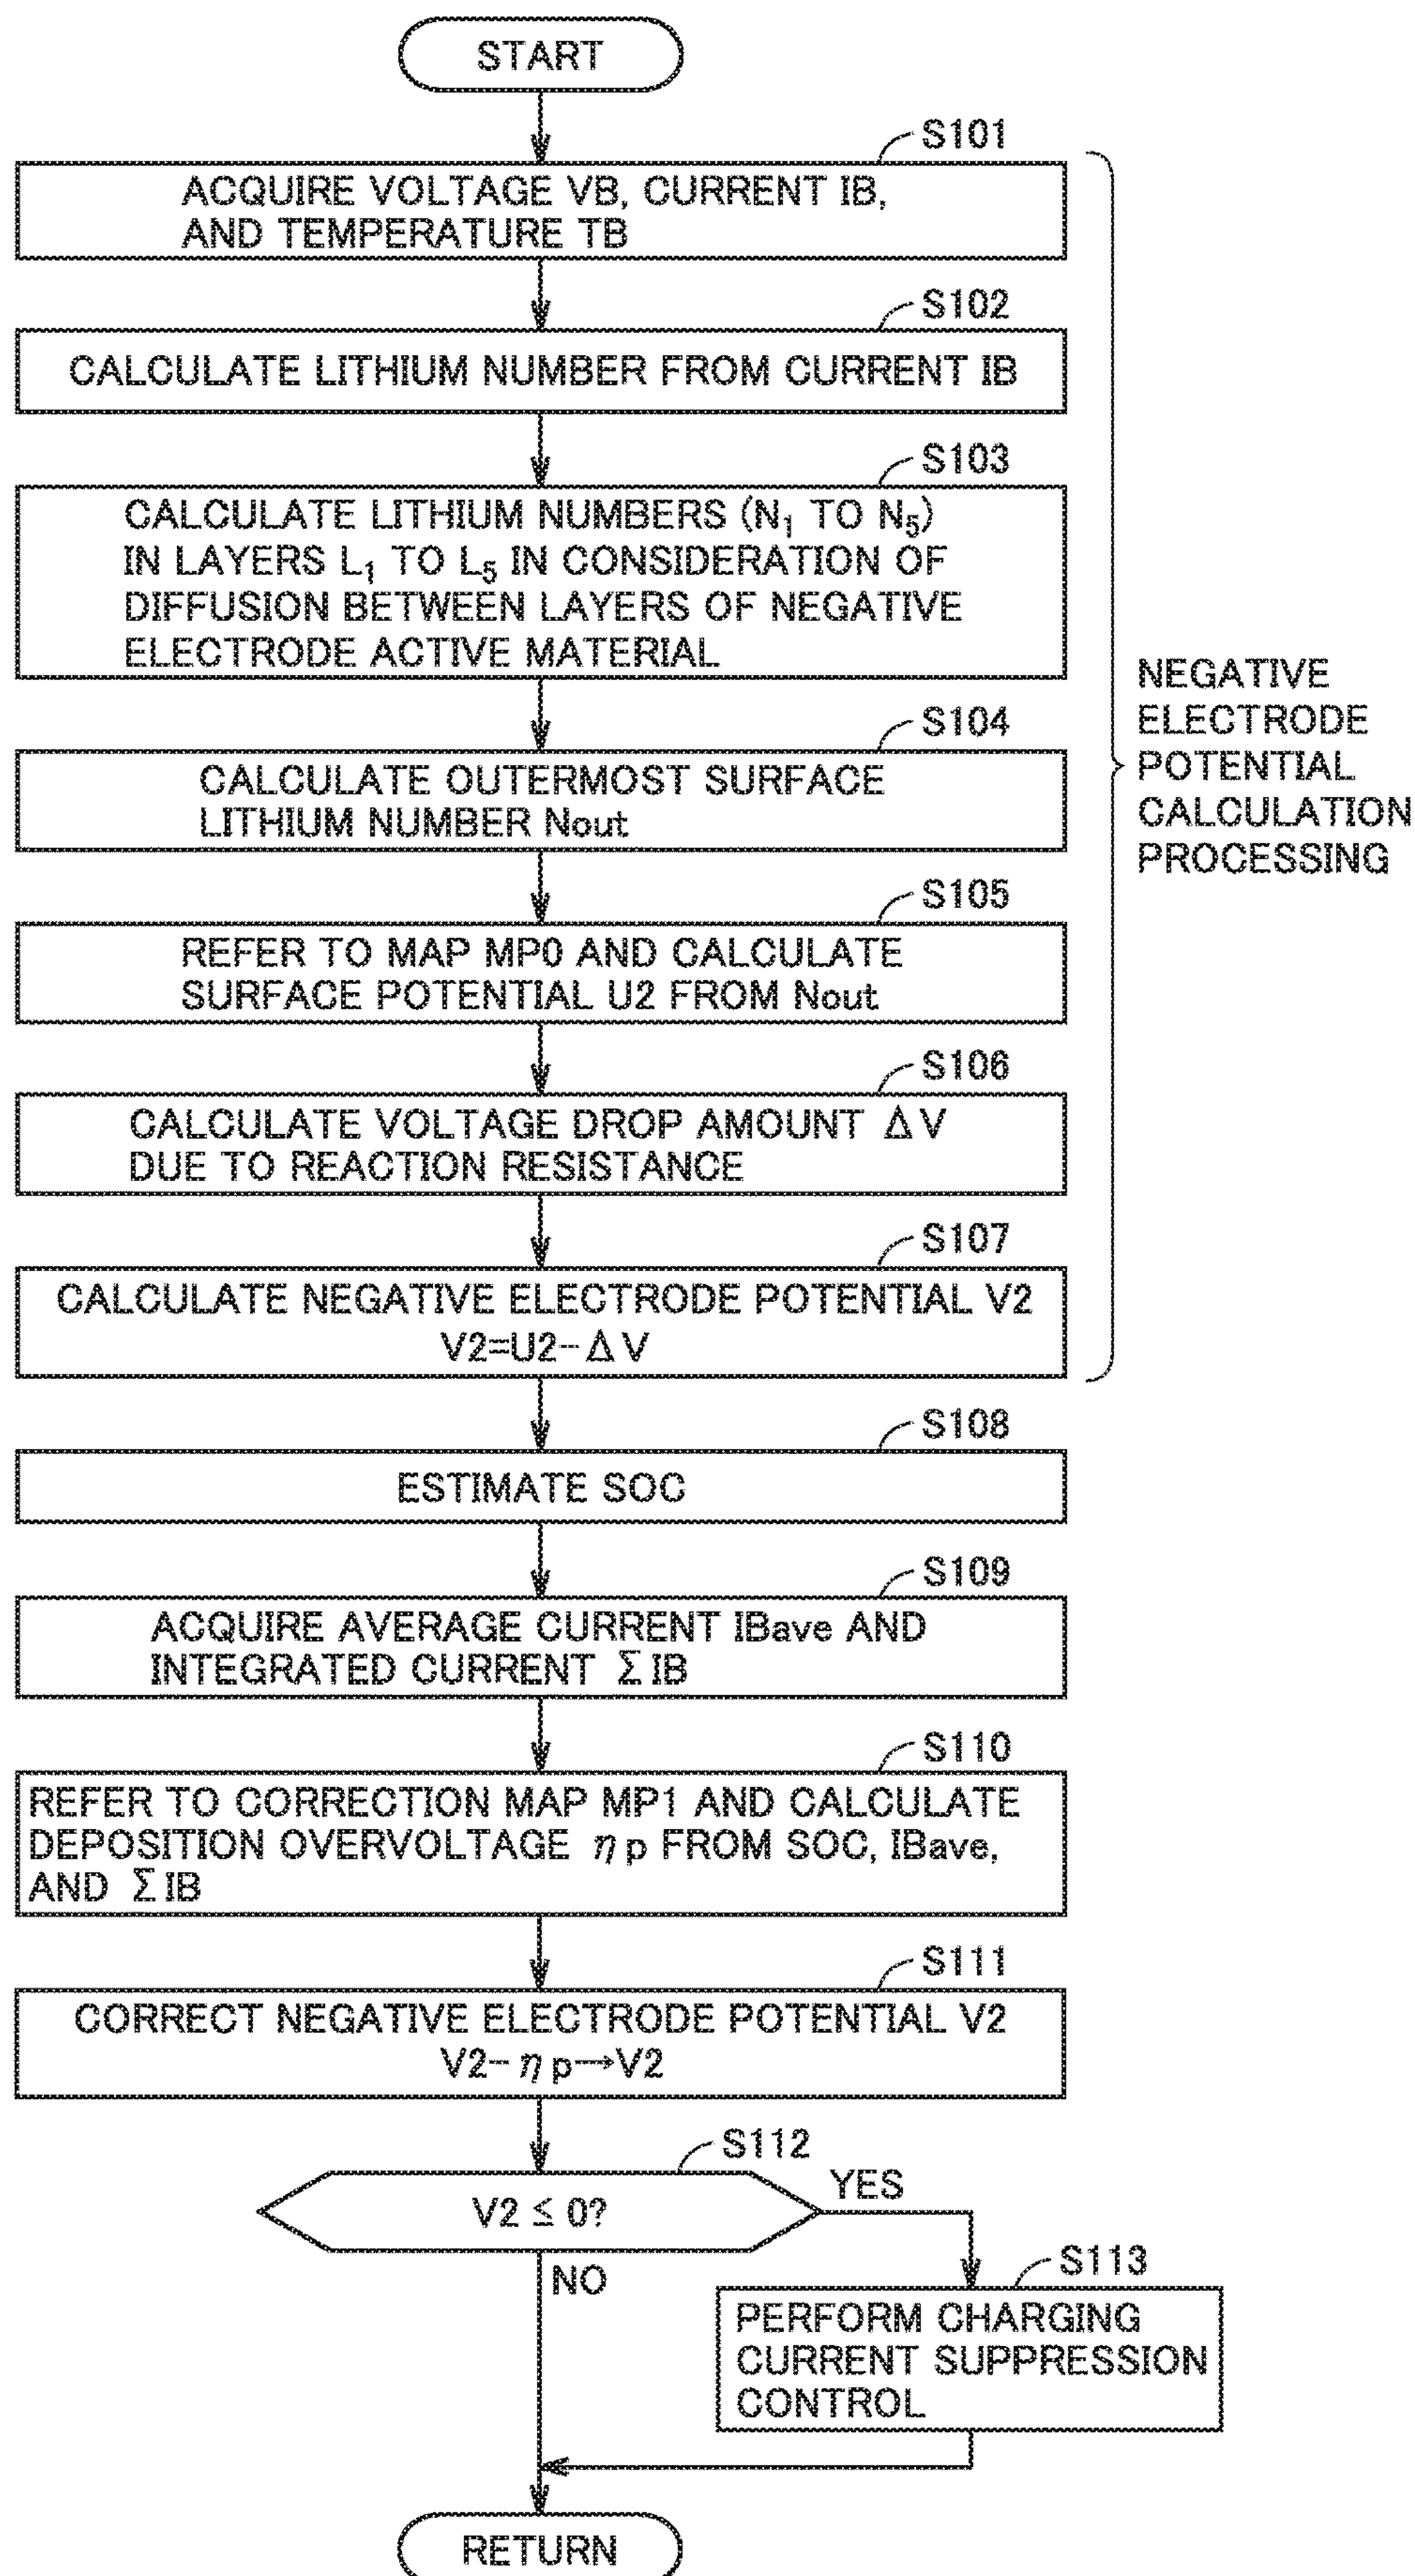 START
S101
ACQUIRE VOLTAGE VB, CURRENT IB,
AND TEMPERATURE TB
S102
CALCULATE LITHIUM NUMBER FROM CURRENT IB
S103
CALCULATE LITHIUM NUMBERS (N₁ TO N₅)
IN LAYERS L₁ TO L₅ IN CONSIDERATION OF
DIFFUSION BETWEEN LAYERS OF NEGATIVE
ELECTRODE ACTIVE MATERIAL
S104
CALCULATE OUTERMOST SURFACE
LITHIUM NUMBER Nout
S105
REFER TO MAP MP0 AND CALCULATE
SURFACE POTENTIAL U2 FROM Nout
S106
CALCULATE VOLTAGE DROP AMOUNT ΔV
DUE TO REACTION RESISTANCE
S107
CALCULATE NEGATIVE ELECTRODE POTENTIAL V2
V2=U2−ΔV
NEGATIVE
ELECTRODE
POTENTIAL
CALCULATION
PROCESSING
S108
ESTIMATE SOC
S109
ACQUIRE AVERAGE CURRENT IBave AND
INTEGRATED CURRENT ΣIB
S110
REFER TO CORRECTION MAP MP1 AND CALCULATE
DEPOSITION OVERVOLTAGE ηp FROM SOC, IBave,
AND ΣIB
S111
CORRECT NEGATIVE ELECTRODE POTENTIAL V2
V2−ηp→V2
S112
V2 ≤ 0?
YES
NO
S113
PERFORM CHARGING
CURRENT SUPPRESSION
CONTROL
RETURN